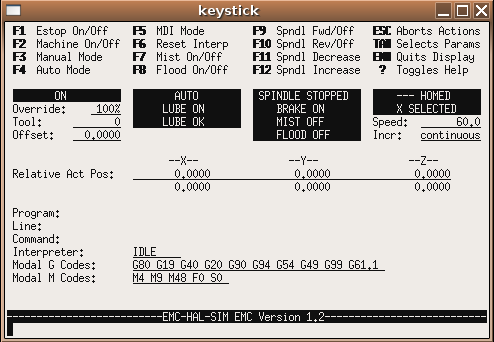 keystick
F1 Estop On/Off F5 MDI Mode F9 Spndl Fwd/Off ESC Aborts Actions
F2 Machine On/Off F6 Reset Interp F10 Spndl Rev/Off TAB Selects Params
F3 Manual Mode F7 Mist On/Off F11 Spndl Decrease END Quits Display
F4 Auto Mode F8 Flood On/Off F12 Spndl Increase ? Toggles Help
ON AUTO SPINDLE STOPPED --- HOMED
Override: 100% LUBE ON BRAKE ON X SELECTED
Tool: 0 LUBE OK MIST OFF Speed: 60.0
Offset: 0.0000 FLOOD OFF Incr: continuous
--X-- --Y-- --Z--
Relative Act Pos: 0.0000 0.0000 0.0000
0.0000 0.0000 0.0000
Program:
Line:
Command:
Interpreter: IDLE
Modal G Codes: G80 G19 G40 G20 G90 G94 G54 G49 G99 G61.1
Modal M Codes: M4 M9 M48 F0 S0
EMC-HAL-SIM EMC Version 1.2